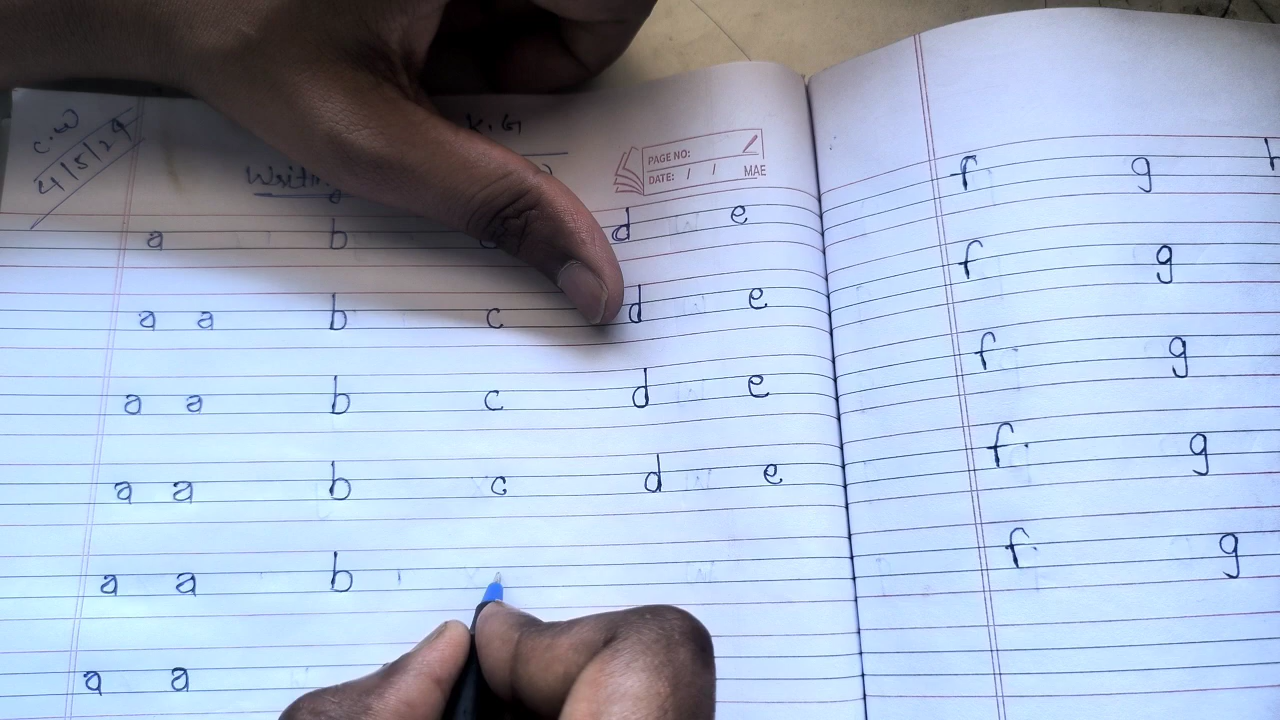 C.W
4/5/24
K.G
Writing
PAGE NO:
DATE: / / MAE
a b d e
a a b c d e
a a b c d e
a a b c d e
a a b
a a
f g
f g
f g
f g
f g